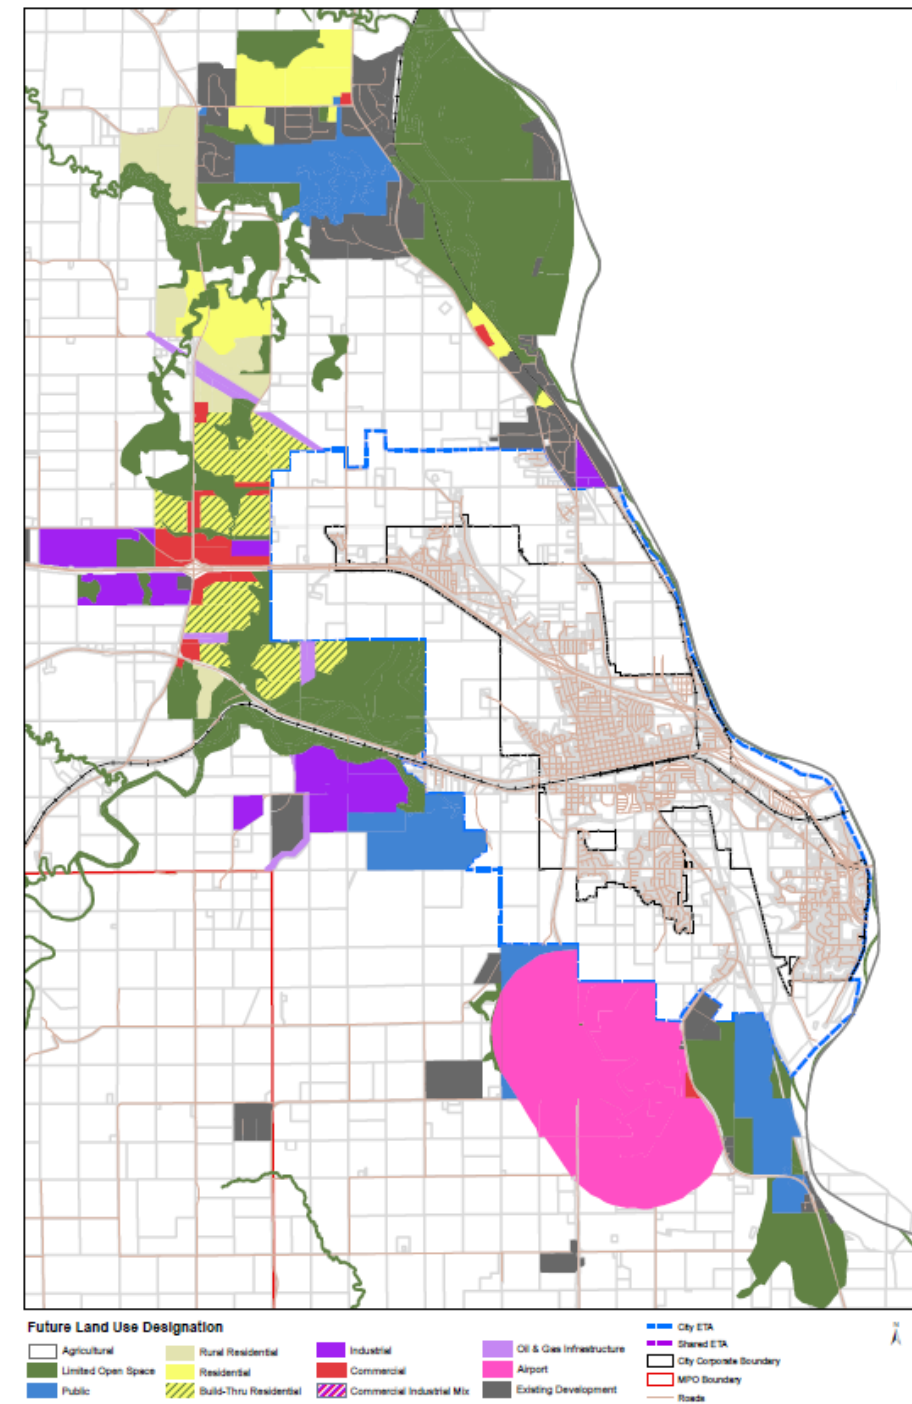 Future Land Use Designation
Agricultural
Limited Open Space
Public
Rural Residential
Residential
Build-Thru Residential
Industrial
Commercial
Commercial Industrial Mix
Oil & Gas Infrastructure
Airport
Existing Development
City ETA
Shared ETA
City Corporate Boundary
MPO Boundary
Roads
N